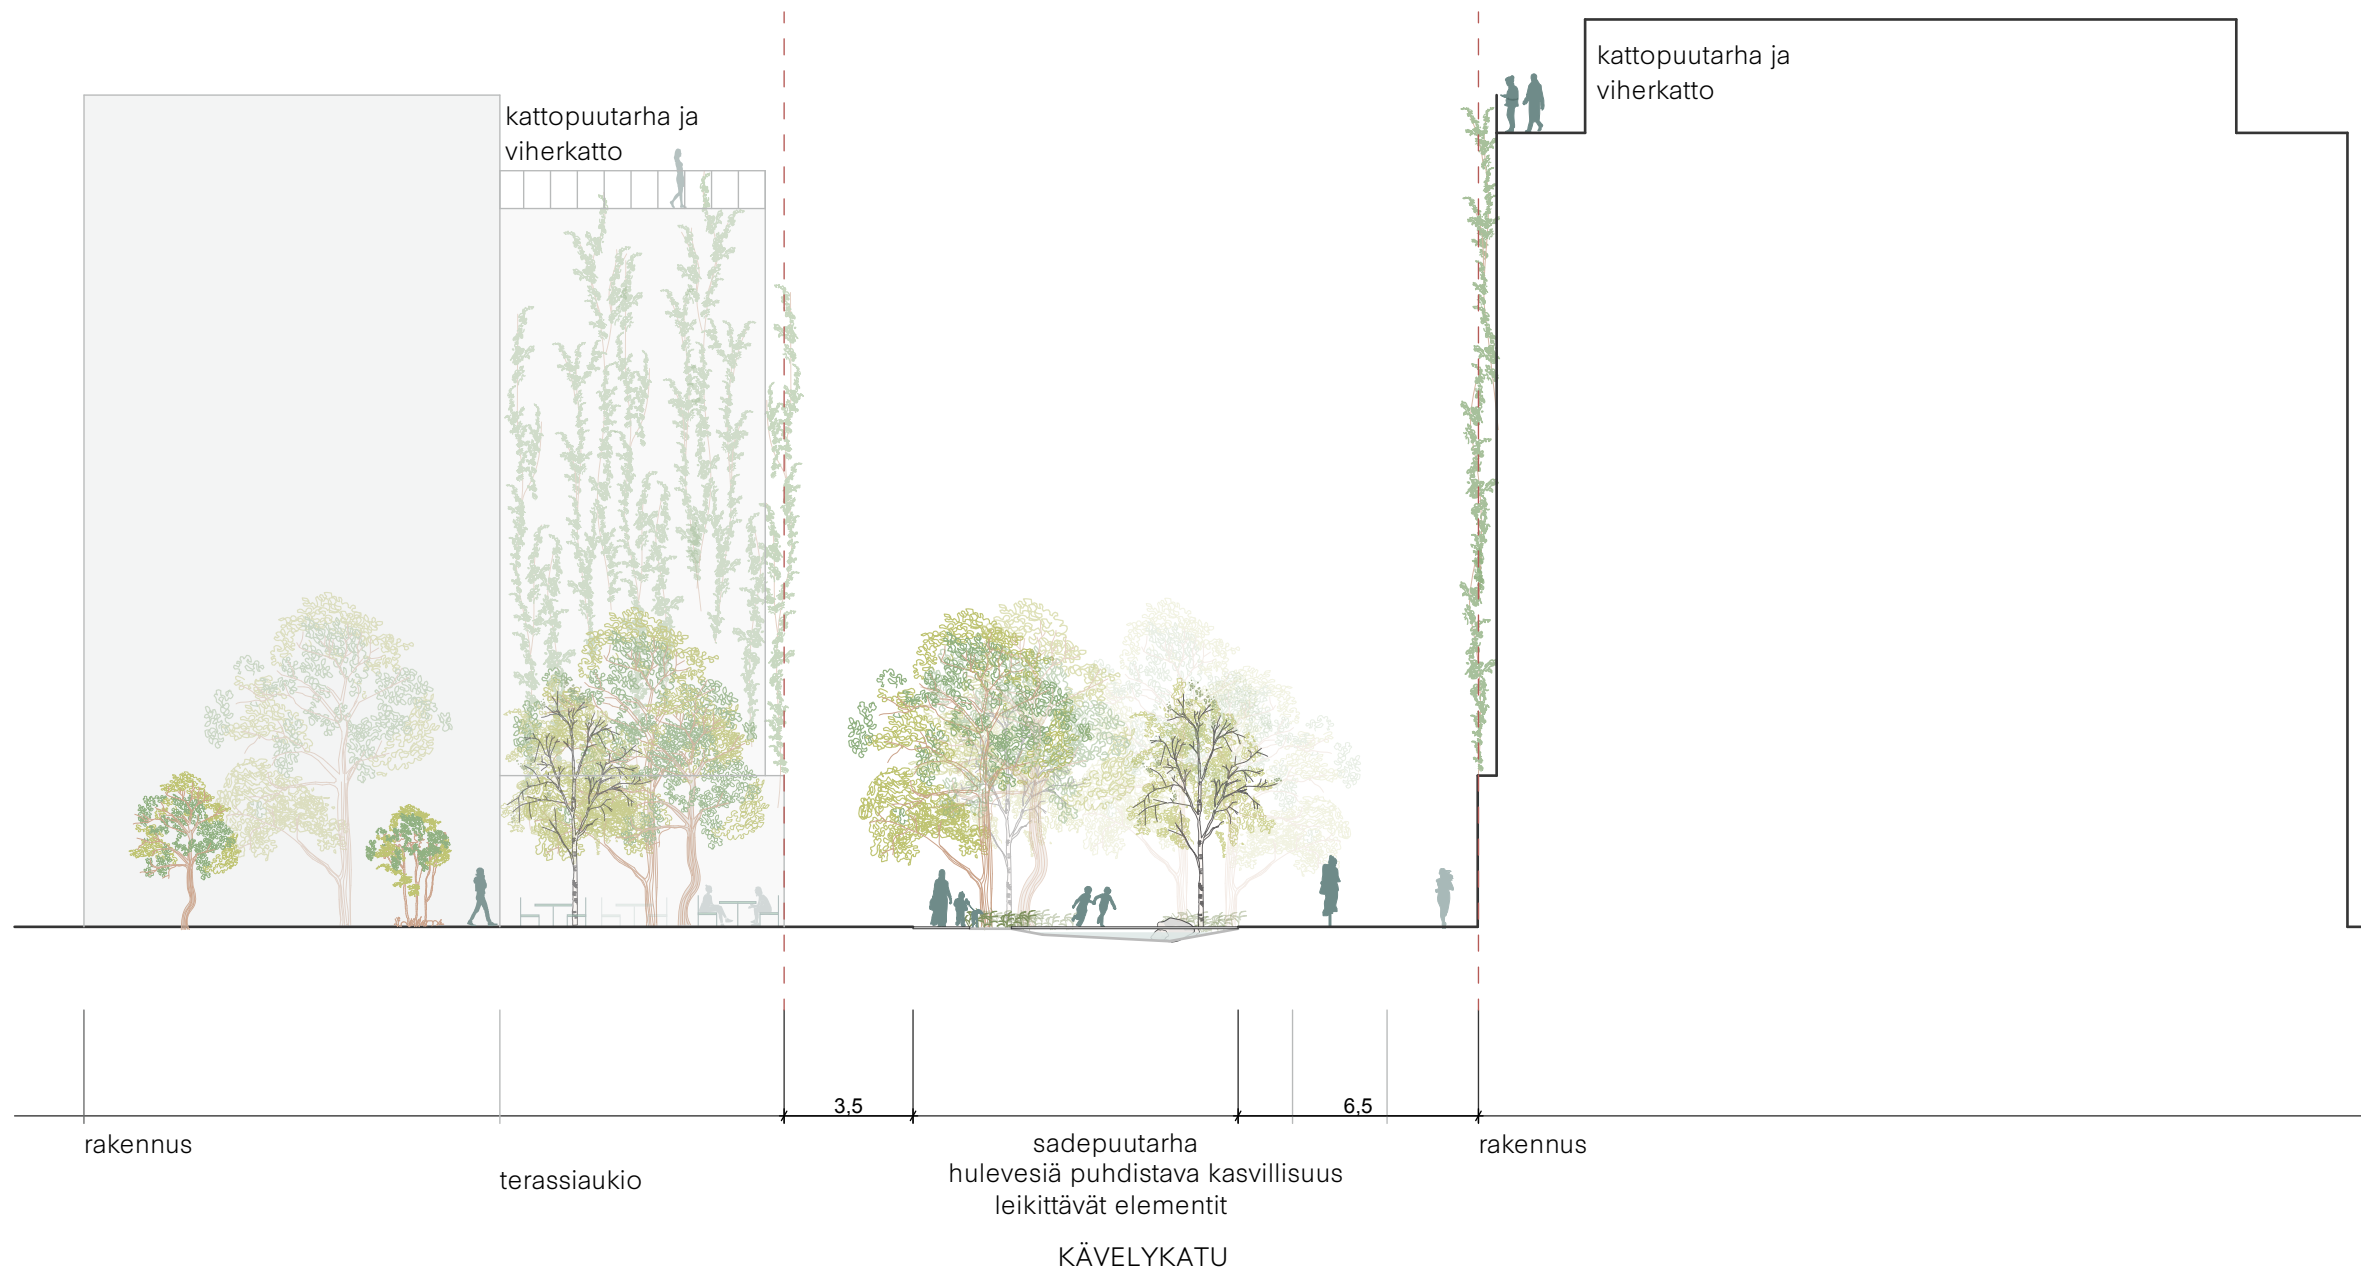 kattopuutarha ja
viherkatto
kattopuutarha ja
viherkatto
3,5
6,5
rakennus
terassiaukio
sadepuutarha
hulevesiä puhdistava kasvillisuus
leikittävät elementit
rakennus
KÄVELYKATU